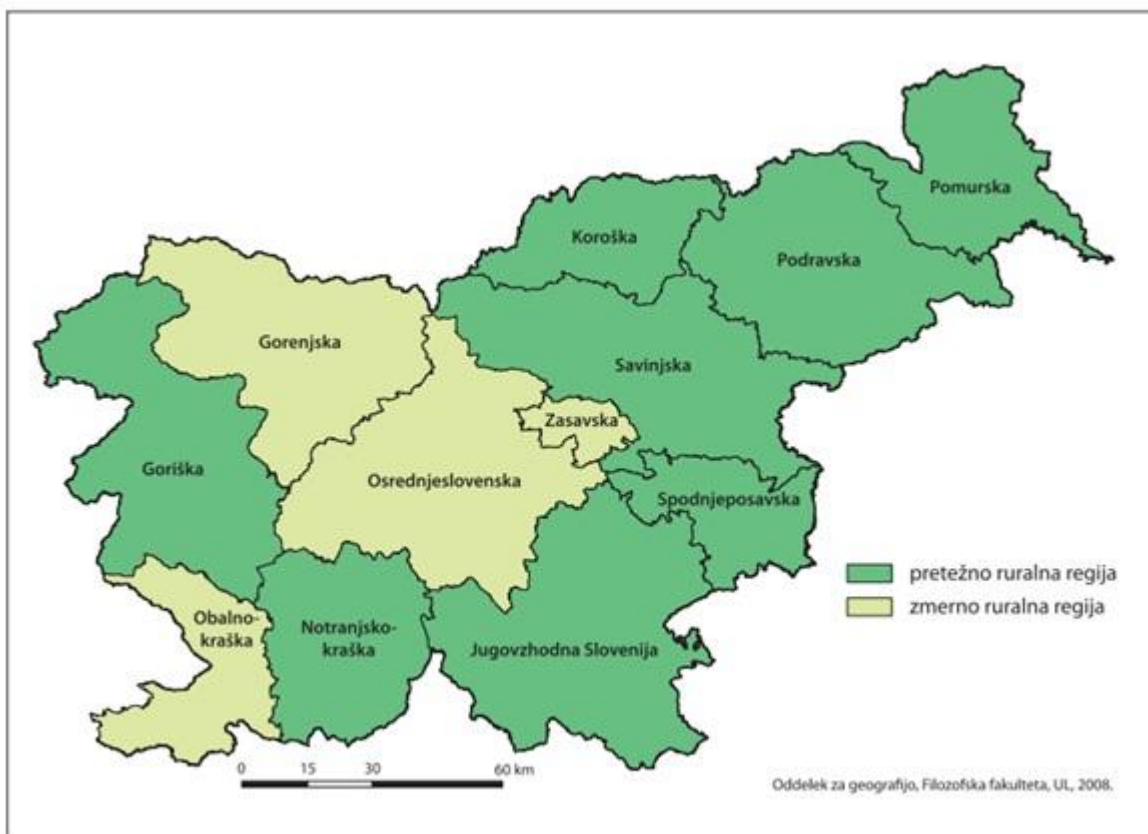 Pomurska
Koroška
Podravska
Gorenjska
Savinjska
Zasavska
Goriška
Osrednjeslovenska
Spodnjeposavska
pretežno ruralna regija
zmerno ruralna regija
Obalno-
kraška
Notranjsko-
kraška
Jugovzhodna Slovenija
0 15 30 60 km
Oddelek za geografijo, Filozofska fakulteta, UL, 2008.